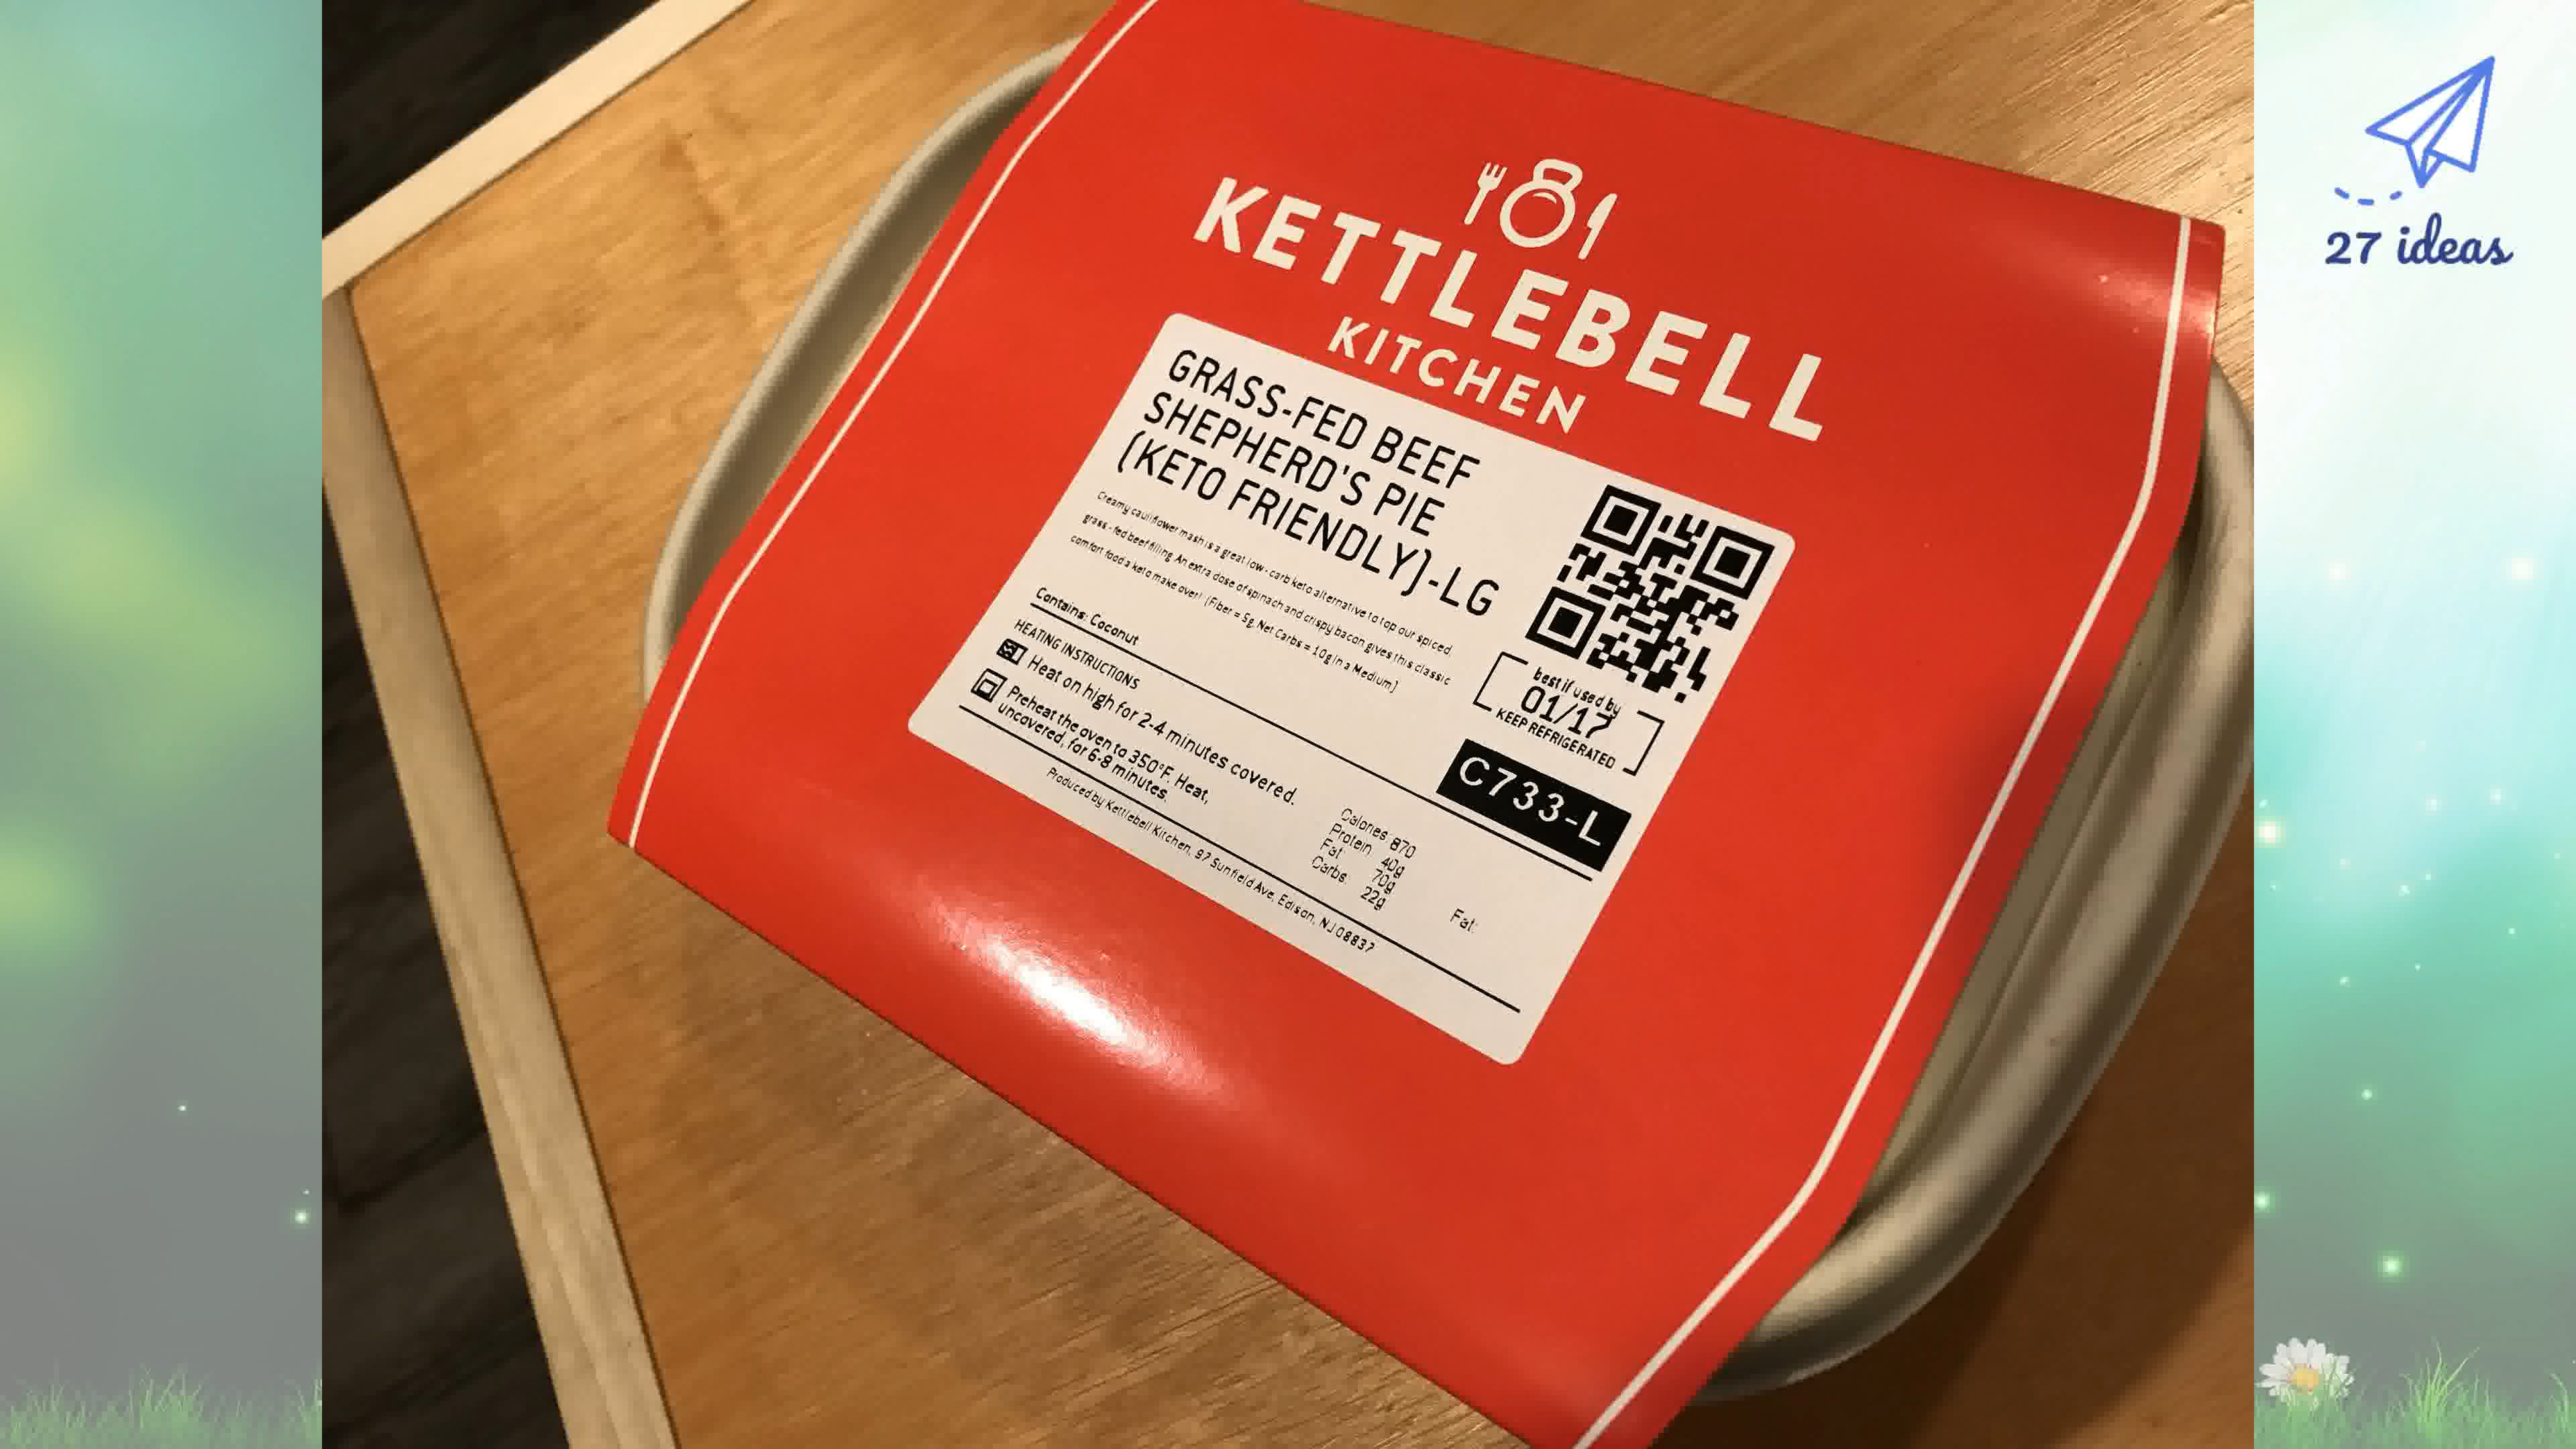 27 ideas
KETTLEBELL
KITCHEN
GRASS-FED BEEF
SHEPHERD'S PIE
(KETO FRIENDLY)-LG
Creamy cauliflower mash is a great low-carb keto alternative to top our spiced,
grass-fed beef filling. An extra dose of spinach and crispy bacon gives this classic
comfort food a keto make over! (Fiber = 5g, Net Carbs = 10g in a Medium)
best if used by
01/17
KEEP REFRIGERATED
Contains: Coconut
C733-L
HEATING INSTRUCTIONS
Heat on high for 2-4 minutes covered.
Preheat the oven to 350°F. Heat,
uncovered, for 6-8 minutes.
Calories: 870
Protein: 40g
Fat: 70g
Carbs: 22g
Fat:
Produced by Kettlebell Kitchen, 97 Sunfield Ave, Edison, NJ 08837